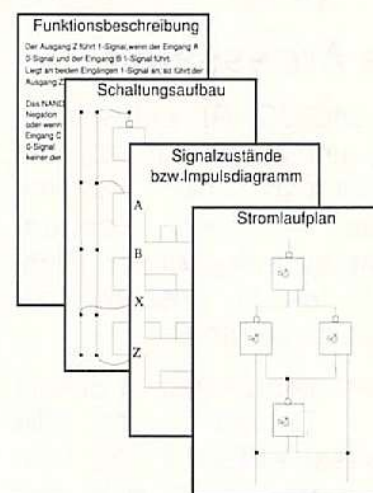 Funktionsbeschreibung
Der Ausgang Z führt 1-Signal, wenn der Eingang A
0-Signal und der Eingang B 1-Signal führt.
Liegt an beiden Eingängen 1-Signal an, so führt der
Ausgang Z
Das NAND
Negation
oder wenn
Eingang C
0-Signal
keiner der
Schaltungsaufbau
Signalzustände
bzw. Impulsdiagramm
A
B
X
Z
Stromlaufplan